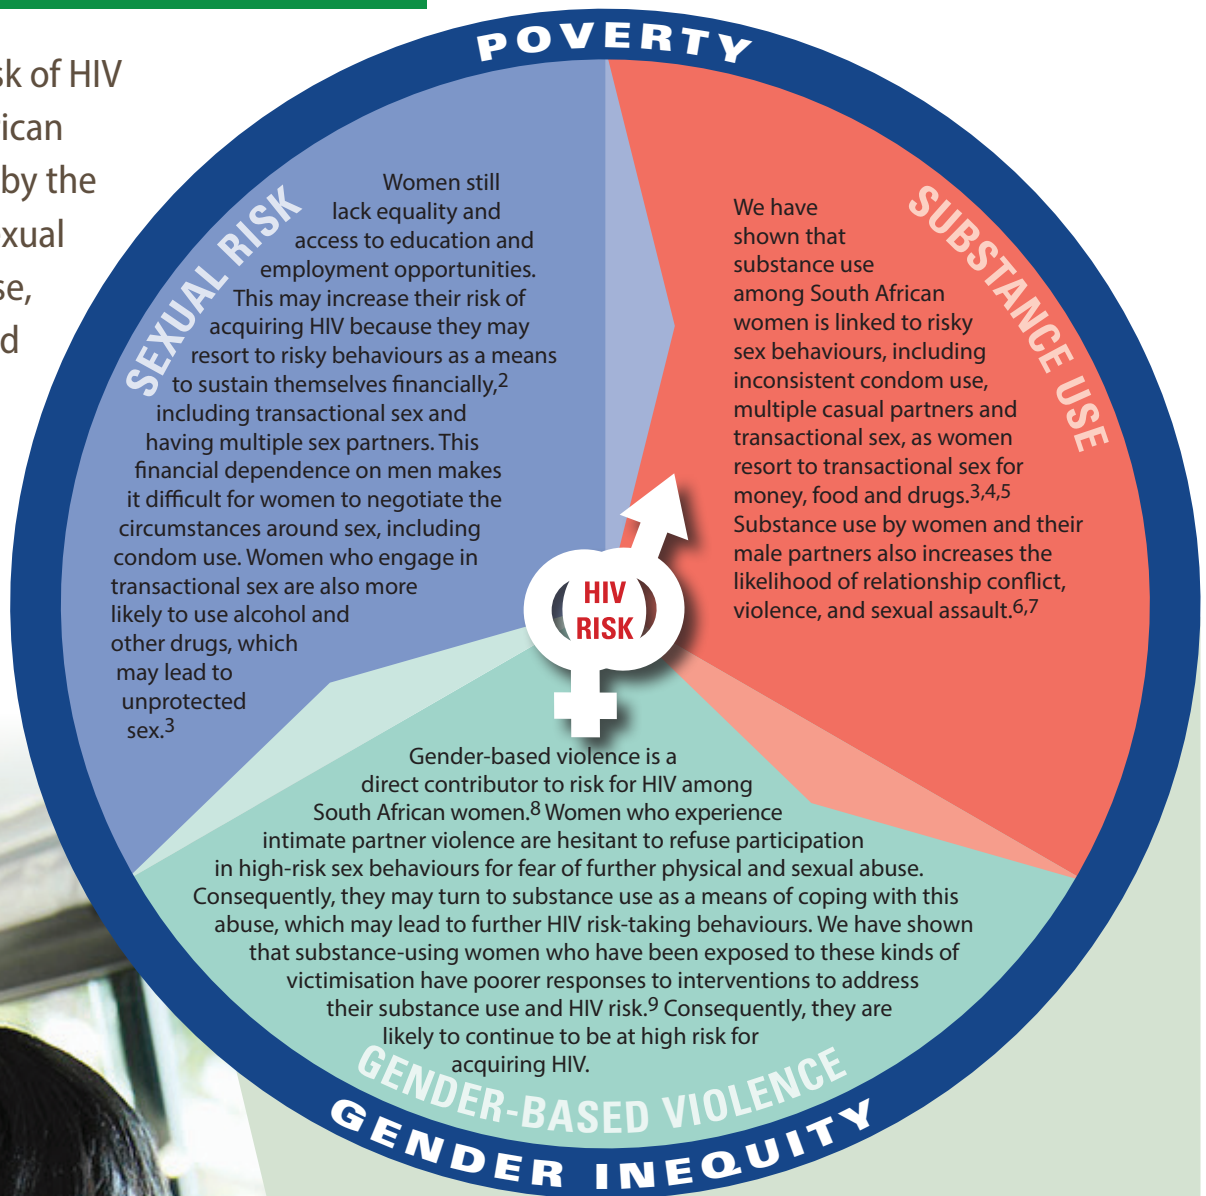 POVERTY
sk of HIV
ican
by the
xual
se,
d
SEXUAL RISK
Women still
lack equality and
access to education and
employment opportunities.
This may increase their risk of
acquiring HIV because they may
resort to risky behaviours as a means
to sustain themselves financially,2
including transactional sex and
having multiple sex partners. This
financial dependence on men makes
it difficult for women to negotiate the
circumstances around sex, including
condom use. Women who engage in
transactional sex are also more
likely to use alcohol and
other drugs, which
may lead to
unprotected
sex.3
SUBSTANCE USE
We have
shown that
substance use
among South African
women is linked to risky
sex behaviours, including
inconsistent condom use,
multiple casual partners and
transactional sex, as women
resort to transactional sex for
money, food and drugs.3,4,5
Substance use by women and their
male partners also increases the
likelihood of relationship conflict,
violence, and sexual assault.6,7
HIV
RISK
Gender-based violence is a
direct contributor to risk for HIV among
South African women.8 Women who experience
intimate partner violence are hesitant to refuse participation
in high-risk sex behaviours for fear of further physical and sexual abuse.
Consequently, they may turn to substance use as a means of coping with this
abuse, which may lead to further HIV risk-taking behaviours. We have shown
that substance-using women who have been exposed to these kinds of
victimisation have poorer responses to interventions to address
their substance use and HIV risk.9 Consequently, they are
likely to continue to be at high risk for
acquiring HIV.
GENDER-BASED VIOLENCE
GENDER INEQUITY